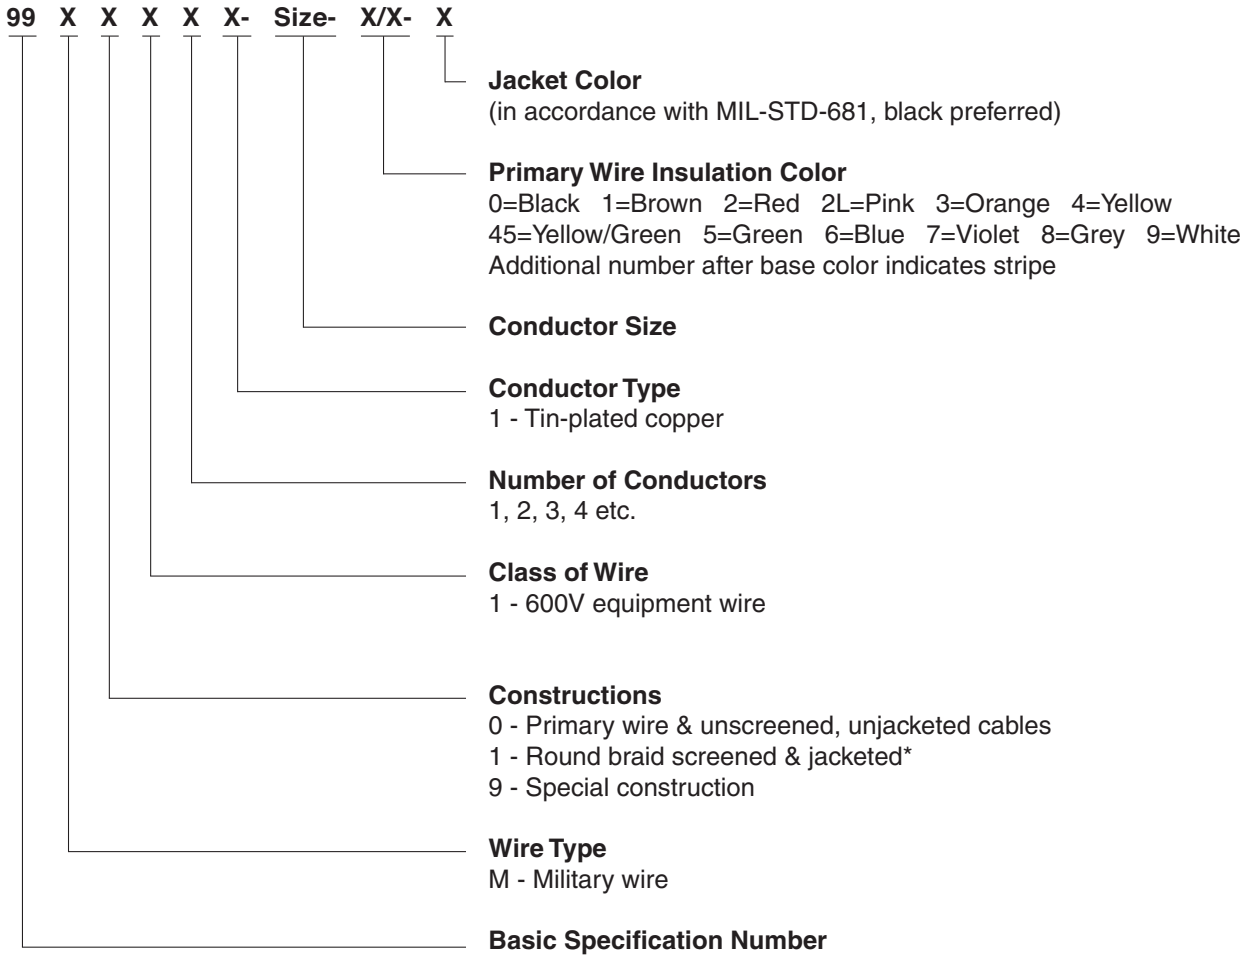 99 X X X X X- Size- X/X- X
Jacket Color
(in accordance with MIL-STD-681, black preferred)
Primary Wire Insulation Color
0=Black 1=Brown 2=Red 2L=Pink 3=Orange 4=Yellow
45=Yellow/Green 5=Green 6=Blue 7=Violet 8=Grey 9=White
Additional number after base color indicates stripe
Conductor Size
Conductor Type
1 - Tin-plated copper
Number of Conductors
1, 2, 3, 4 etc.
Class of Wire
1 - 600V equipment wire
Constructions
0 - Primary wire & unscreened, unjacketed cables
1 - Round braid screened & jacketed*
9 - Special construction
Wire Type
M - Military wire
Basic Specification Number